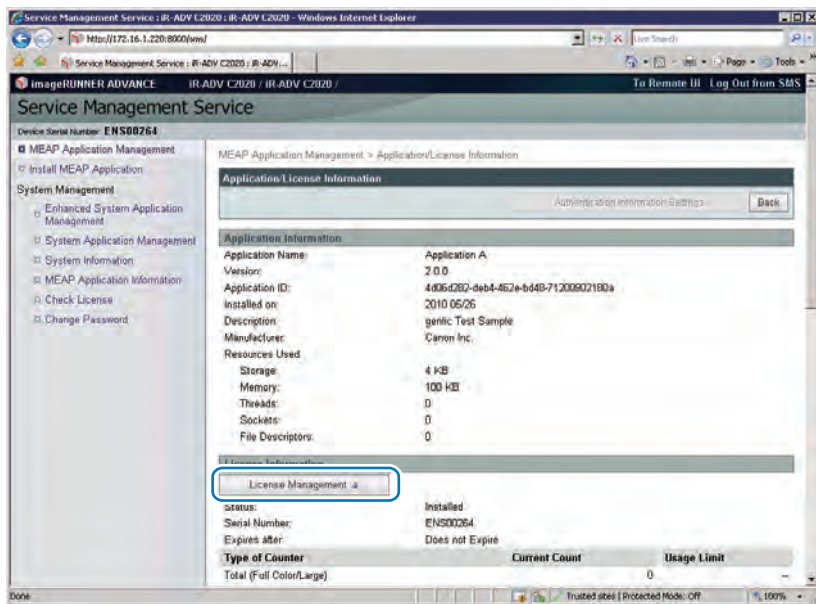 Service Management Service : iR-ADV C2020 : iR-ADV C2020 - Windows Internet Explorer
http://172.16.1.220:8000/sms/
Live Search
Service Management Service : iR-ADV C2020 : iR-ADV...
Page Tools
imageRUNNER ADVANCE iR-ADV C2020 / iR-ADV C2020 /
To Remote UI Log Out from SMS
Service Management Service
Device Serial Number ENS00264
MEAP Application Management
Install MEAP Application
System Management
Enhanced System Application
Management
System Application Management
System Information
MEAP Application Information
Check License
Change Password
MEAP Application Management > Application/License Information
Application/License Information
Authentication Information Settings
Back
Application Information
Application Name: Application A
Version: 2.0.0
Application ID: 4d06d282-deb4-462e-bd48-71200902180a
Installed on: 2010 06/26
Description: genlic Test Sample
Manufacturer: Canon Inc.
Resources Used
Storage: 4 KB
Memory: 100 KB
Threads: 0
Sockets: 0
File Descriptors: 0
License Information
License Management
Status: Installed
Serial Number: ENS00264
Expires after: Does not Expire
Type of Counter Current Count Usage Limit
Total (Full Color/Large) 0 --
Done
Trusted sites | Protected Mode: Off
100%